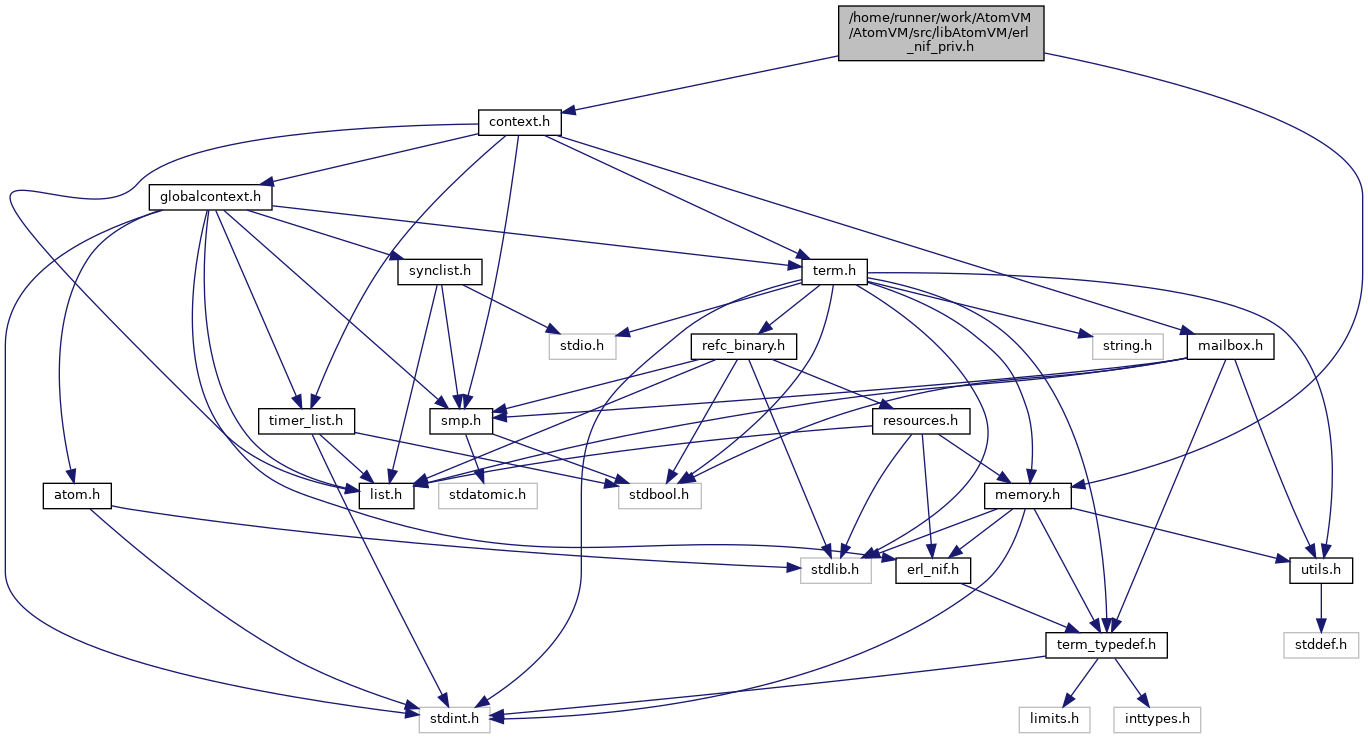 /home/runner/work/AtomVM
/AtomVM/src/libAtomVM/erl
_nif_priv.h
context.h
globalcontext.h
synclist.h
term.h
stdio.h
refc_binary.h
string.h
mailbox.h
timer_list.h
smp.h
resources.h
atom.h
list.h
stdatomic.h
stdbool.h
memory.h
stdlib.h
erl_nif.h
utils.h
term_typedef.h
stddef.h
stdint.h
limits.h
inttypes.h